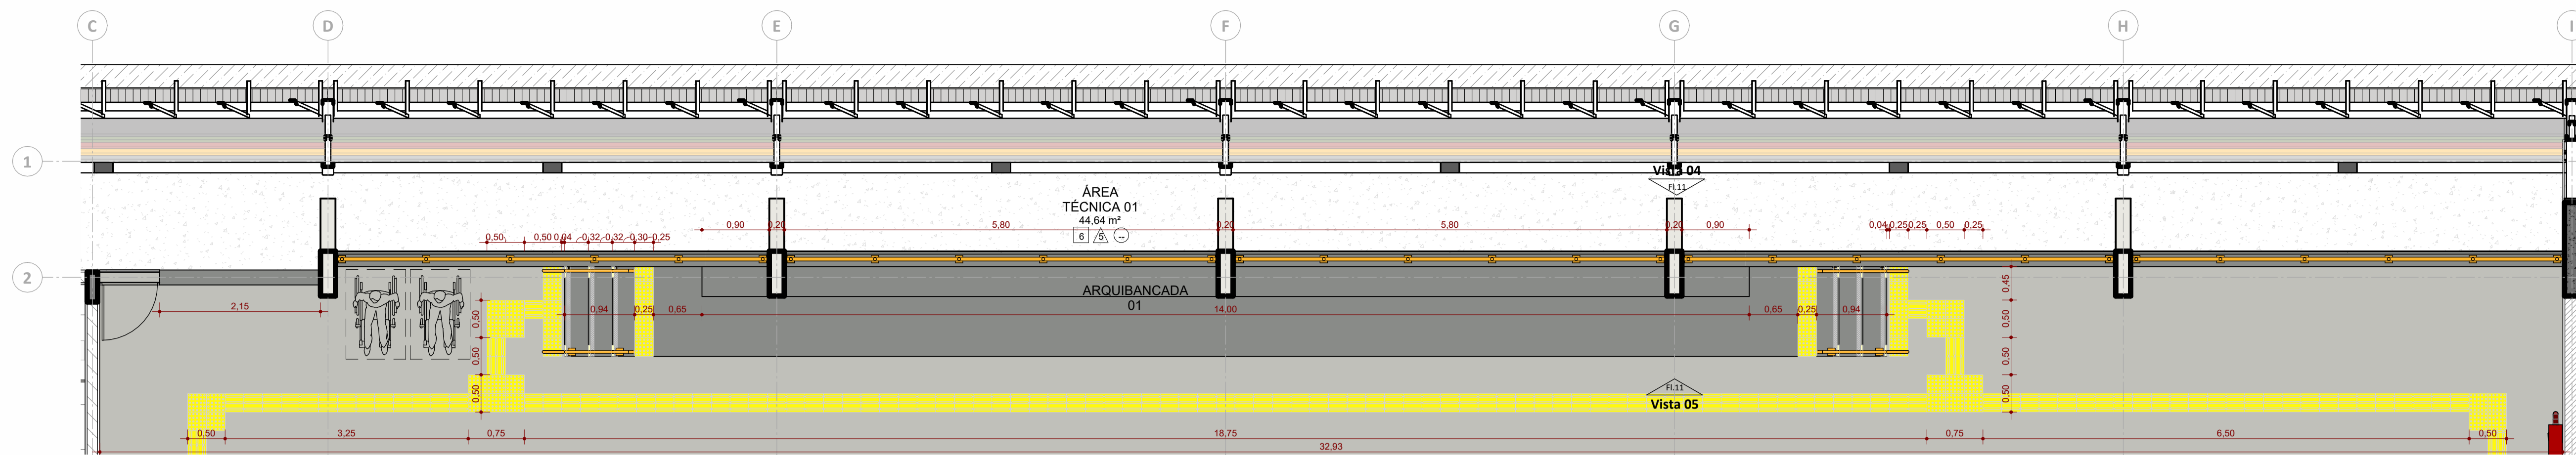 C D E F G H I
1
Vista 04
Fl.11
ÁREA
TÉCNICA 01
44,64 m²
6 5 --
0,90 0,20 5,80 0,20 5,80 0,20 0,90 0,04 0,25 0,25 0,50 0,25
0,50 0,50 0,04 0,32 0,32 0,30 0,25
2
ARQUIBANCADA
01
2,15 0,94 0,25 0,65 14,00 0,65 0,25 0,94
0,50
0,50
0,50
0,45
0,50
0,50
0,50
Fl.11
Vista 05
0,50 3,25 0,75 18,75 0,75 6,50 0,50
32,93